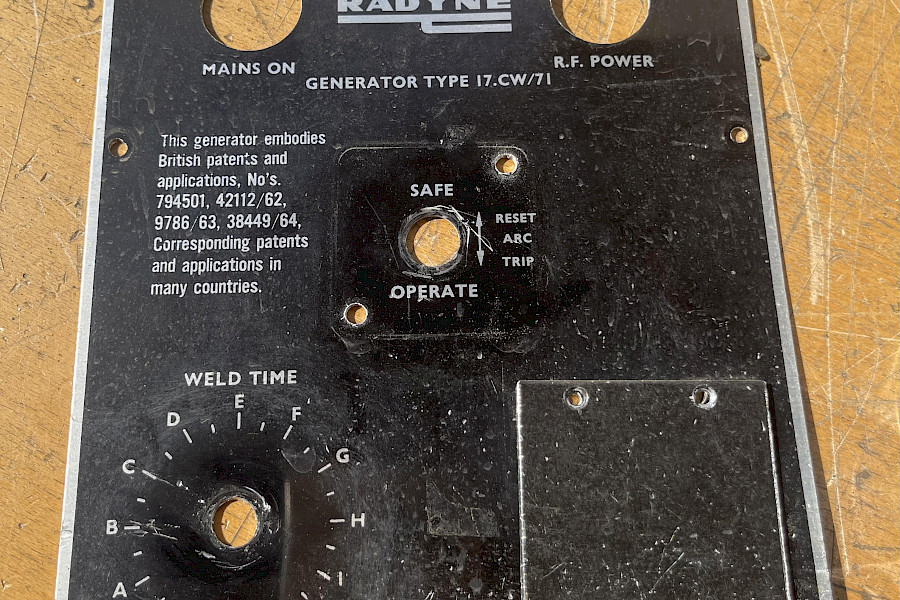 RADYNE
MAINS ON
R.F. POWER
GENERATOR TYPE 17.CW/71
This generator embodies
British patents and
applications, No's.
794501, 42112/62,
9786/63, 38449/64,
Corresponding patents
and applications in
many countries.
SAFE
RESET
ARC
TRIP
OPERATE
WELD TIME
E
D
F
C
G
B
H
A
I